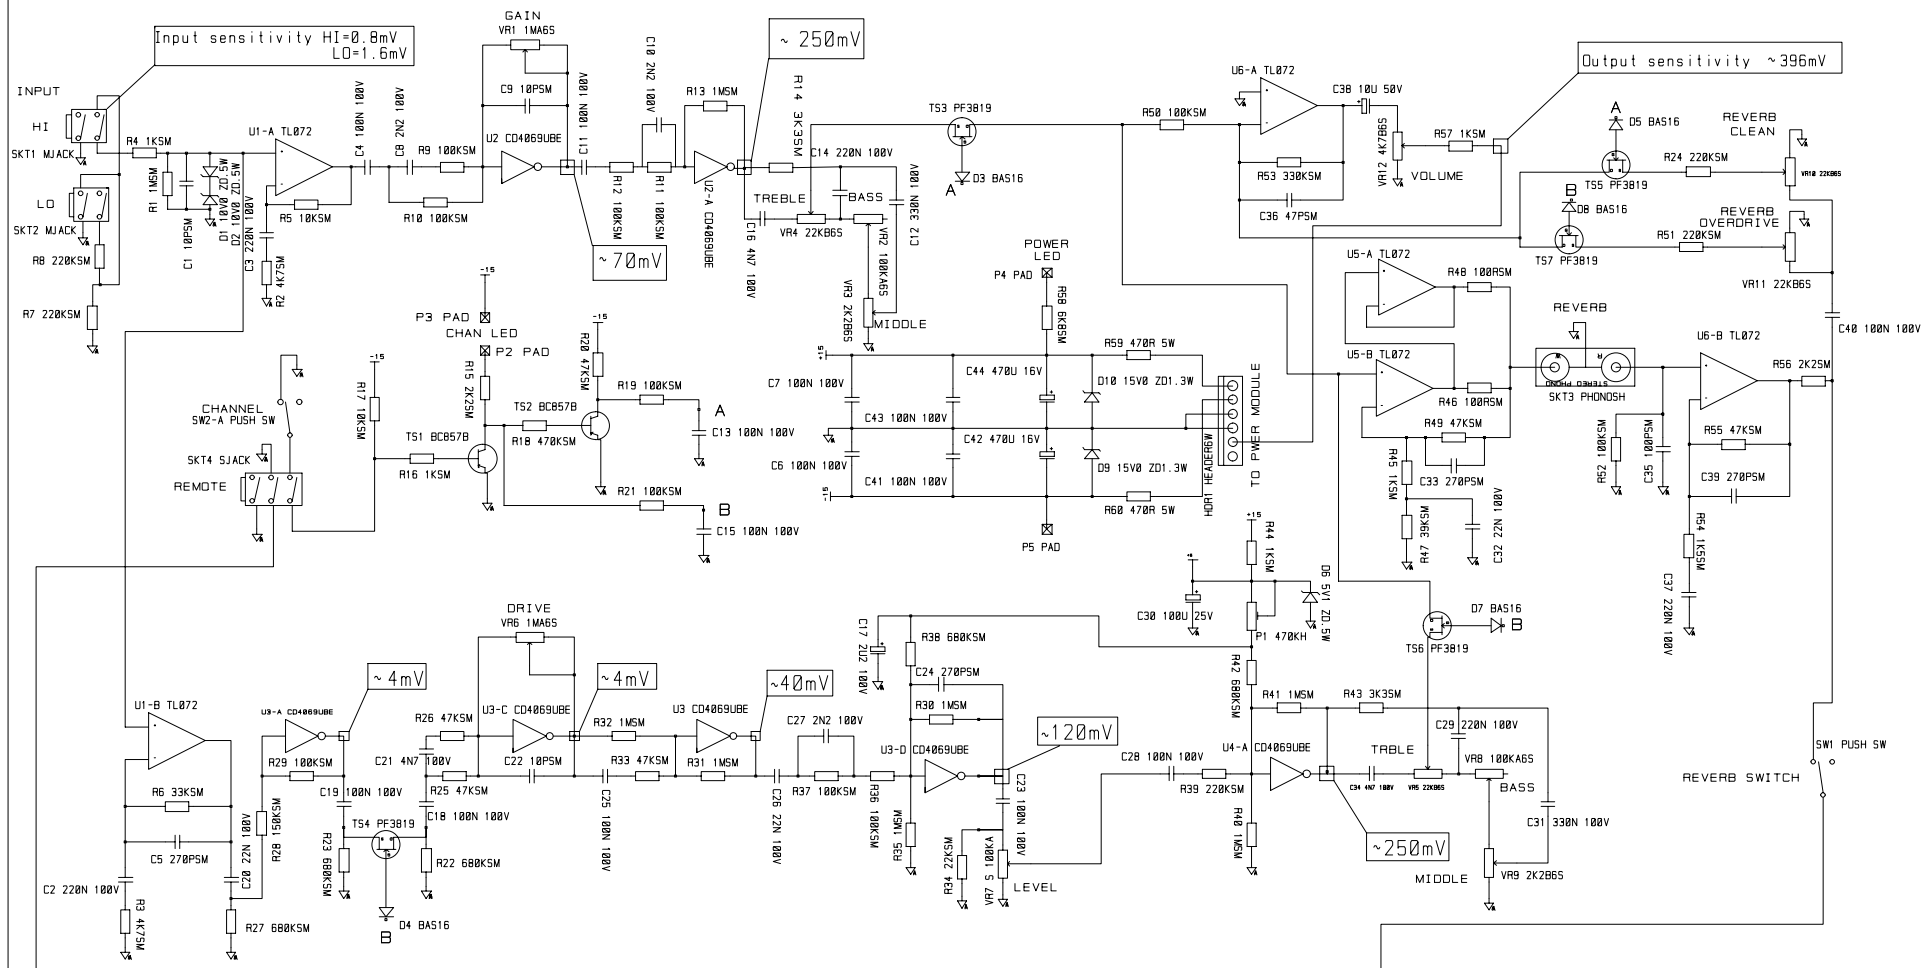 Input sensitivity HI=0.8mV
LO=1.6mV
INPUT
HI
SKT1 MJACK
LO
SKT2 MJACK
R8 220KSM
R7 220KSM
R4 1KSM
R1 1MSM
C1 101PSM
D1 10V0 ZD.5W
D2 10V0 ZD.5W
C3 220N 100V
R2 4K7SM
U1-A TL072
R5 10KSM
C4 100N 100V
C8 2N2 100V
R9 100KSM
R10 100KSM
GAIN
VR1 1MA6S
C9 10PSM
U2 CD4069UBE
~70mV
C11 100N 100V
C10 2N2 100V
R12 100KSM
R11 100KSM
R13 1MSM
U2-A CD4069UBE
~ 250mV
R14 3K3SM
C14 220N 100V
TREBLE
BASS
C16 4N7 100V
VR4 22KB6S
VR2 100KA6S
C12 330N 100V
VR3 2K2B6S
MIDDLE
TS3 PF3819
D3 BAS16
A
R50 100KSM
U6-A TL072
R53 330KSM
C36 47PSM
C38 10U 50V
VR12 4K7B6S
R57 1KSM
VOLUME
Output sensitivity ~396mV
A
D5 BAS16
TS5 PF3819
R24 220KSM
REVERB
CLEAN
VR10 22KB6S
B
D8 BAS16
TS7 PF3819
R51 220KSM
REVERB
OVERDRIVE
VR11 22KB6S
C40 100N 100V
-15
P3 PAD
CHAN LED
P2 PAD
R15 2K2SM
-15
R17 10KSM
CHANNEL
SW2-A PUSH SW
SKT4 SJACK
REMOTE
R16 1KSM
TS1 BC857B
TS2 BC857B
R18 470KSM
-15
R20 47KSM
R19 100KSM
A
C13 100N 100V
R21 100KSM
B
C15 100N 100V
POWER
LED
P4 PAD
R58 6K8SM
+15
C7 100N 100V
C44 470U 16V
C43 100N 100V
C42 470U 16V
C6 100N 100V
C41 100N 100V
-15
P5 PAD
R59 470R 5W
D10 15V0 ZD1.3W
D9 15V0 ZD1.3W
R60 470R 5W
HDR1 HEADER6W
TO PWR MODULE
U5-A TL072
R48 100RSM
U5-B TL072
R46 100RSM
R49 47KSM
C33 270PSM
R45 1KSM
R47 39KSM
C32 22N 100V
REVERB
W
R
STEREO PHONO
SKT3 PHONOSH
R52 100KSM
C35 100PSM
U6-B TL072
R56 2K2SM
R55 47KSM
C39 270PSM
R54 1K5SM
C37 220N 100V
+15
R44 1KSM
C30 100U 25V
P1 470KH
D6 5V1 ZD.5W
TS6 PF3819
D7 BAS16
B
U1-B TL072
R6 33KSM
C5 270PSM
C2 220N 100V
R3 4K7SM
C20 22N 100V
R27 680KSM
R28 150KSM
U3-A CD4069UBE
R29 100KSM
~4mV
C19 100N 100V
R23 680KSM
TS4 PF3819
D4 BAS16
B
C21 4N7 100V
R26 47KSM
R25 47KSM
C18 100N 100V
R22 680KSM
DRIVE
VR6 1MA6S
U3-C CD4069UBE
C22 10PSM
~4mV
R32 1MSM
R33 47KSM
C25 100N 100V
U3 CD4069UBE
R31 1MSM
~40mV
C26 22N 100V
C27 2N2 100V
R37 100KSM
R36 100KSM
C17 2U2 100V
R38 680KSM
C24 270PSM
R30 1MSM
U3-D CD4069UBE
R35 1MSM
~120mV
C23 100N 100V
R34 22KSM
VR7 S 100KA
LEVEL
C28 100N 100V
R39 220KSM
R42 680KSM
R41 1MSM
U4-A CD4069UBE
R40 1MSM
R43 3K3SM
~250mV
C29 220N 100V
TRBLE
C34 4N7 100V
VR5 22KB6S
VR8 100KA6S
BASS
C31 330N 100V
MIDDLE
VR9 2K2B6S
REVERB SWITCH
SW1 PUSH SW